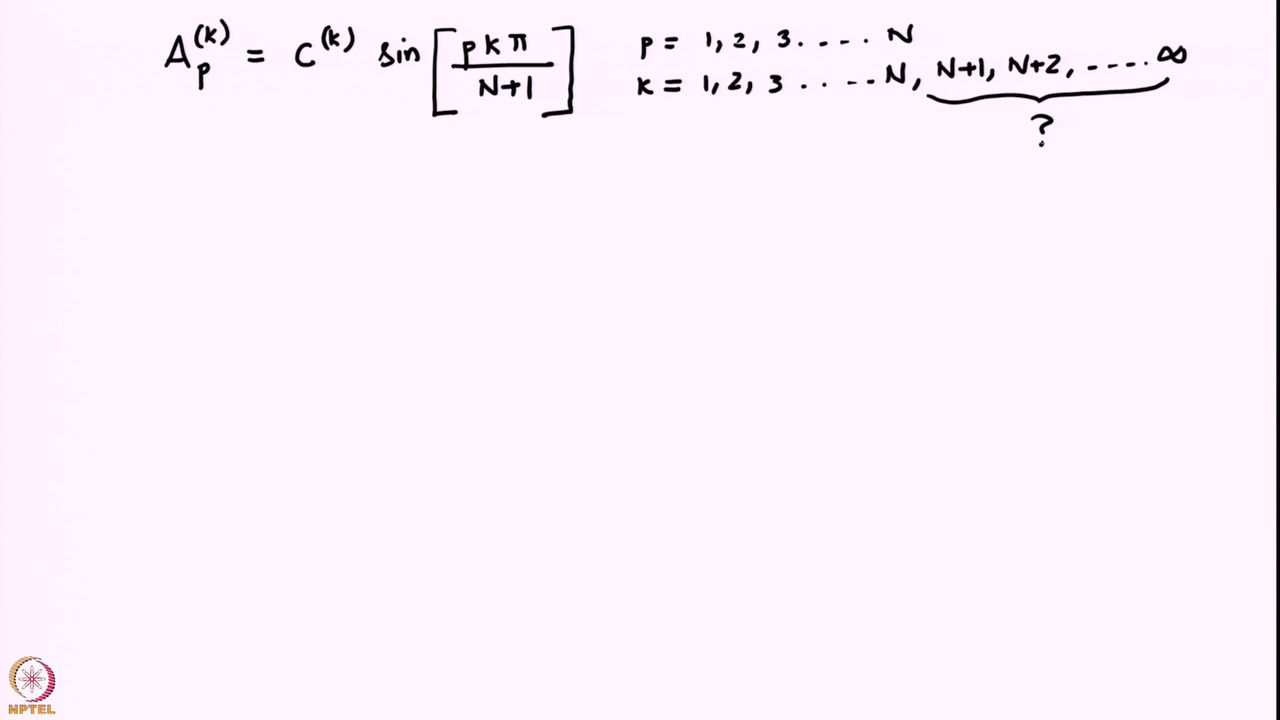 A_p^(k) = C^(k) sin [ pkπ / N+1 ]
p = 1, 2, 3 . - - - . N
k = 1, 2, 3 . . . . - - N, N+1, N+2, . - - - . ∞
?
NPTEL